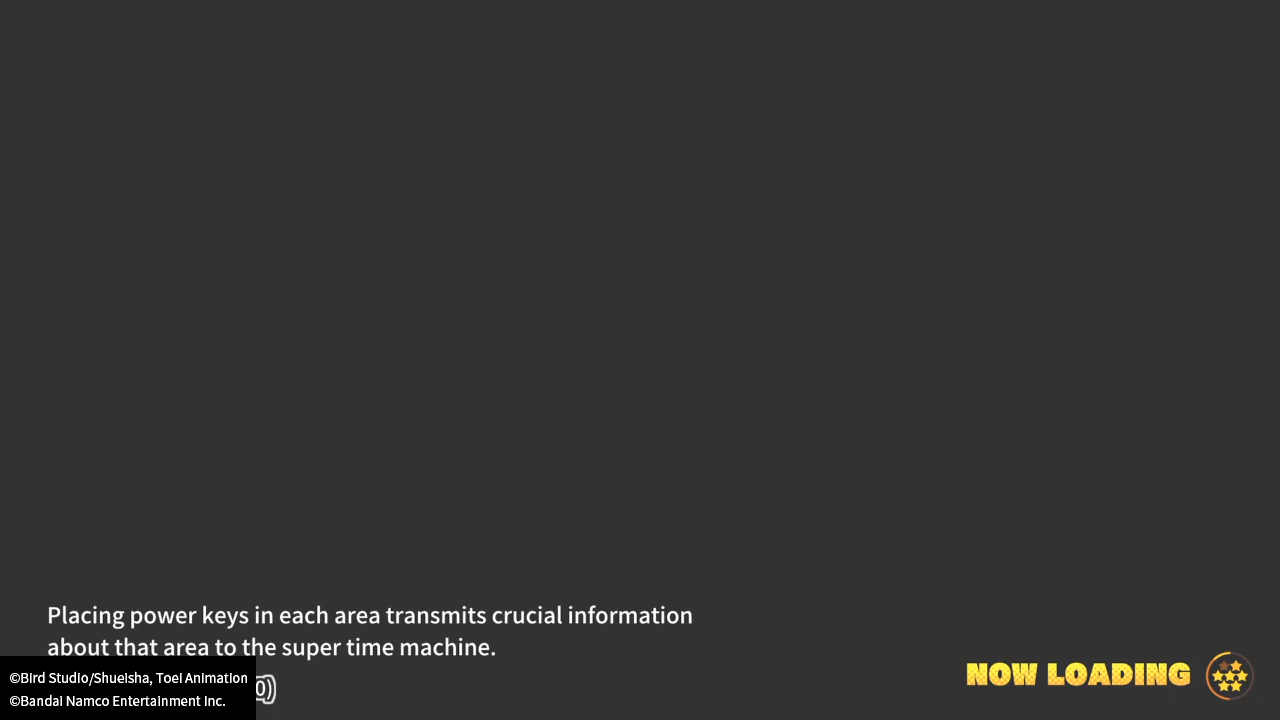 Placing power keys in each area transmits crucial information
about that area to the super time machine.
©Bird Studio/Shueisha, Toei Animation
©Bandai Namco Entertainment Inc.
NOW LOADING